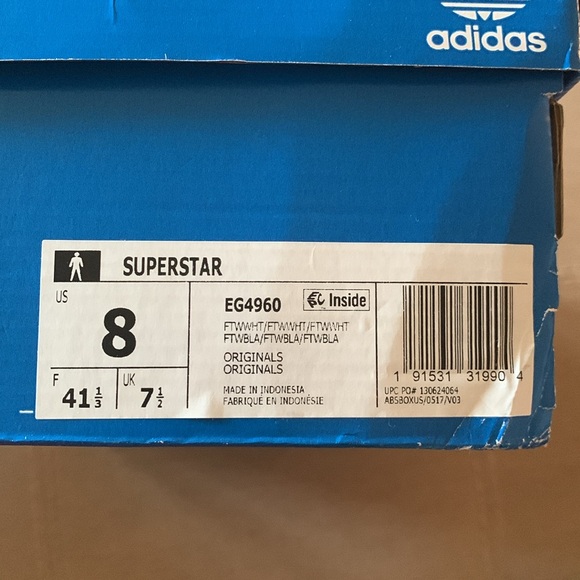 adidas
SUPERSTAR
US
8
F
41 1/3
UK
7 1/2
EG4960
Inside
FTWWHT/FTWWHT/FTWWHT
FTWBLA/FTWBLA/FTWBLA
ORIGINALS
ORIGINALS
MADE IN INDONESIA
FABRIQUE EN INDONÉSIE
1 91531 31990 4
UPC PO# 130624064
ABSBOXUS/0517/V03